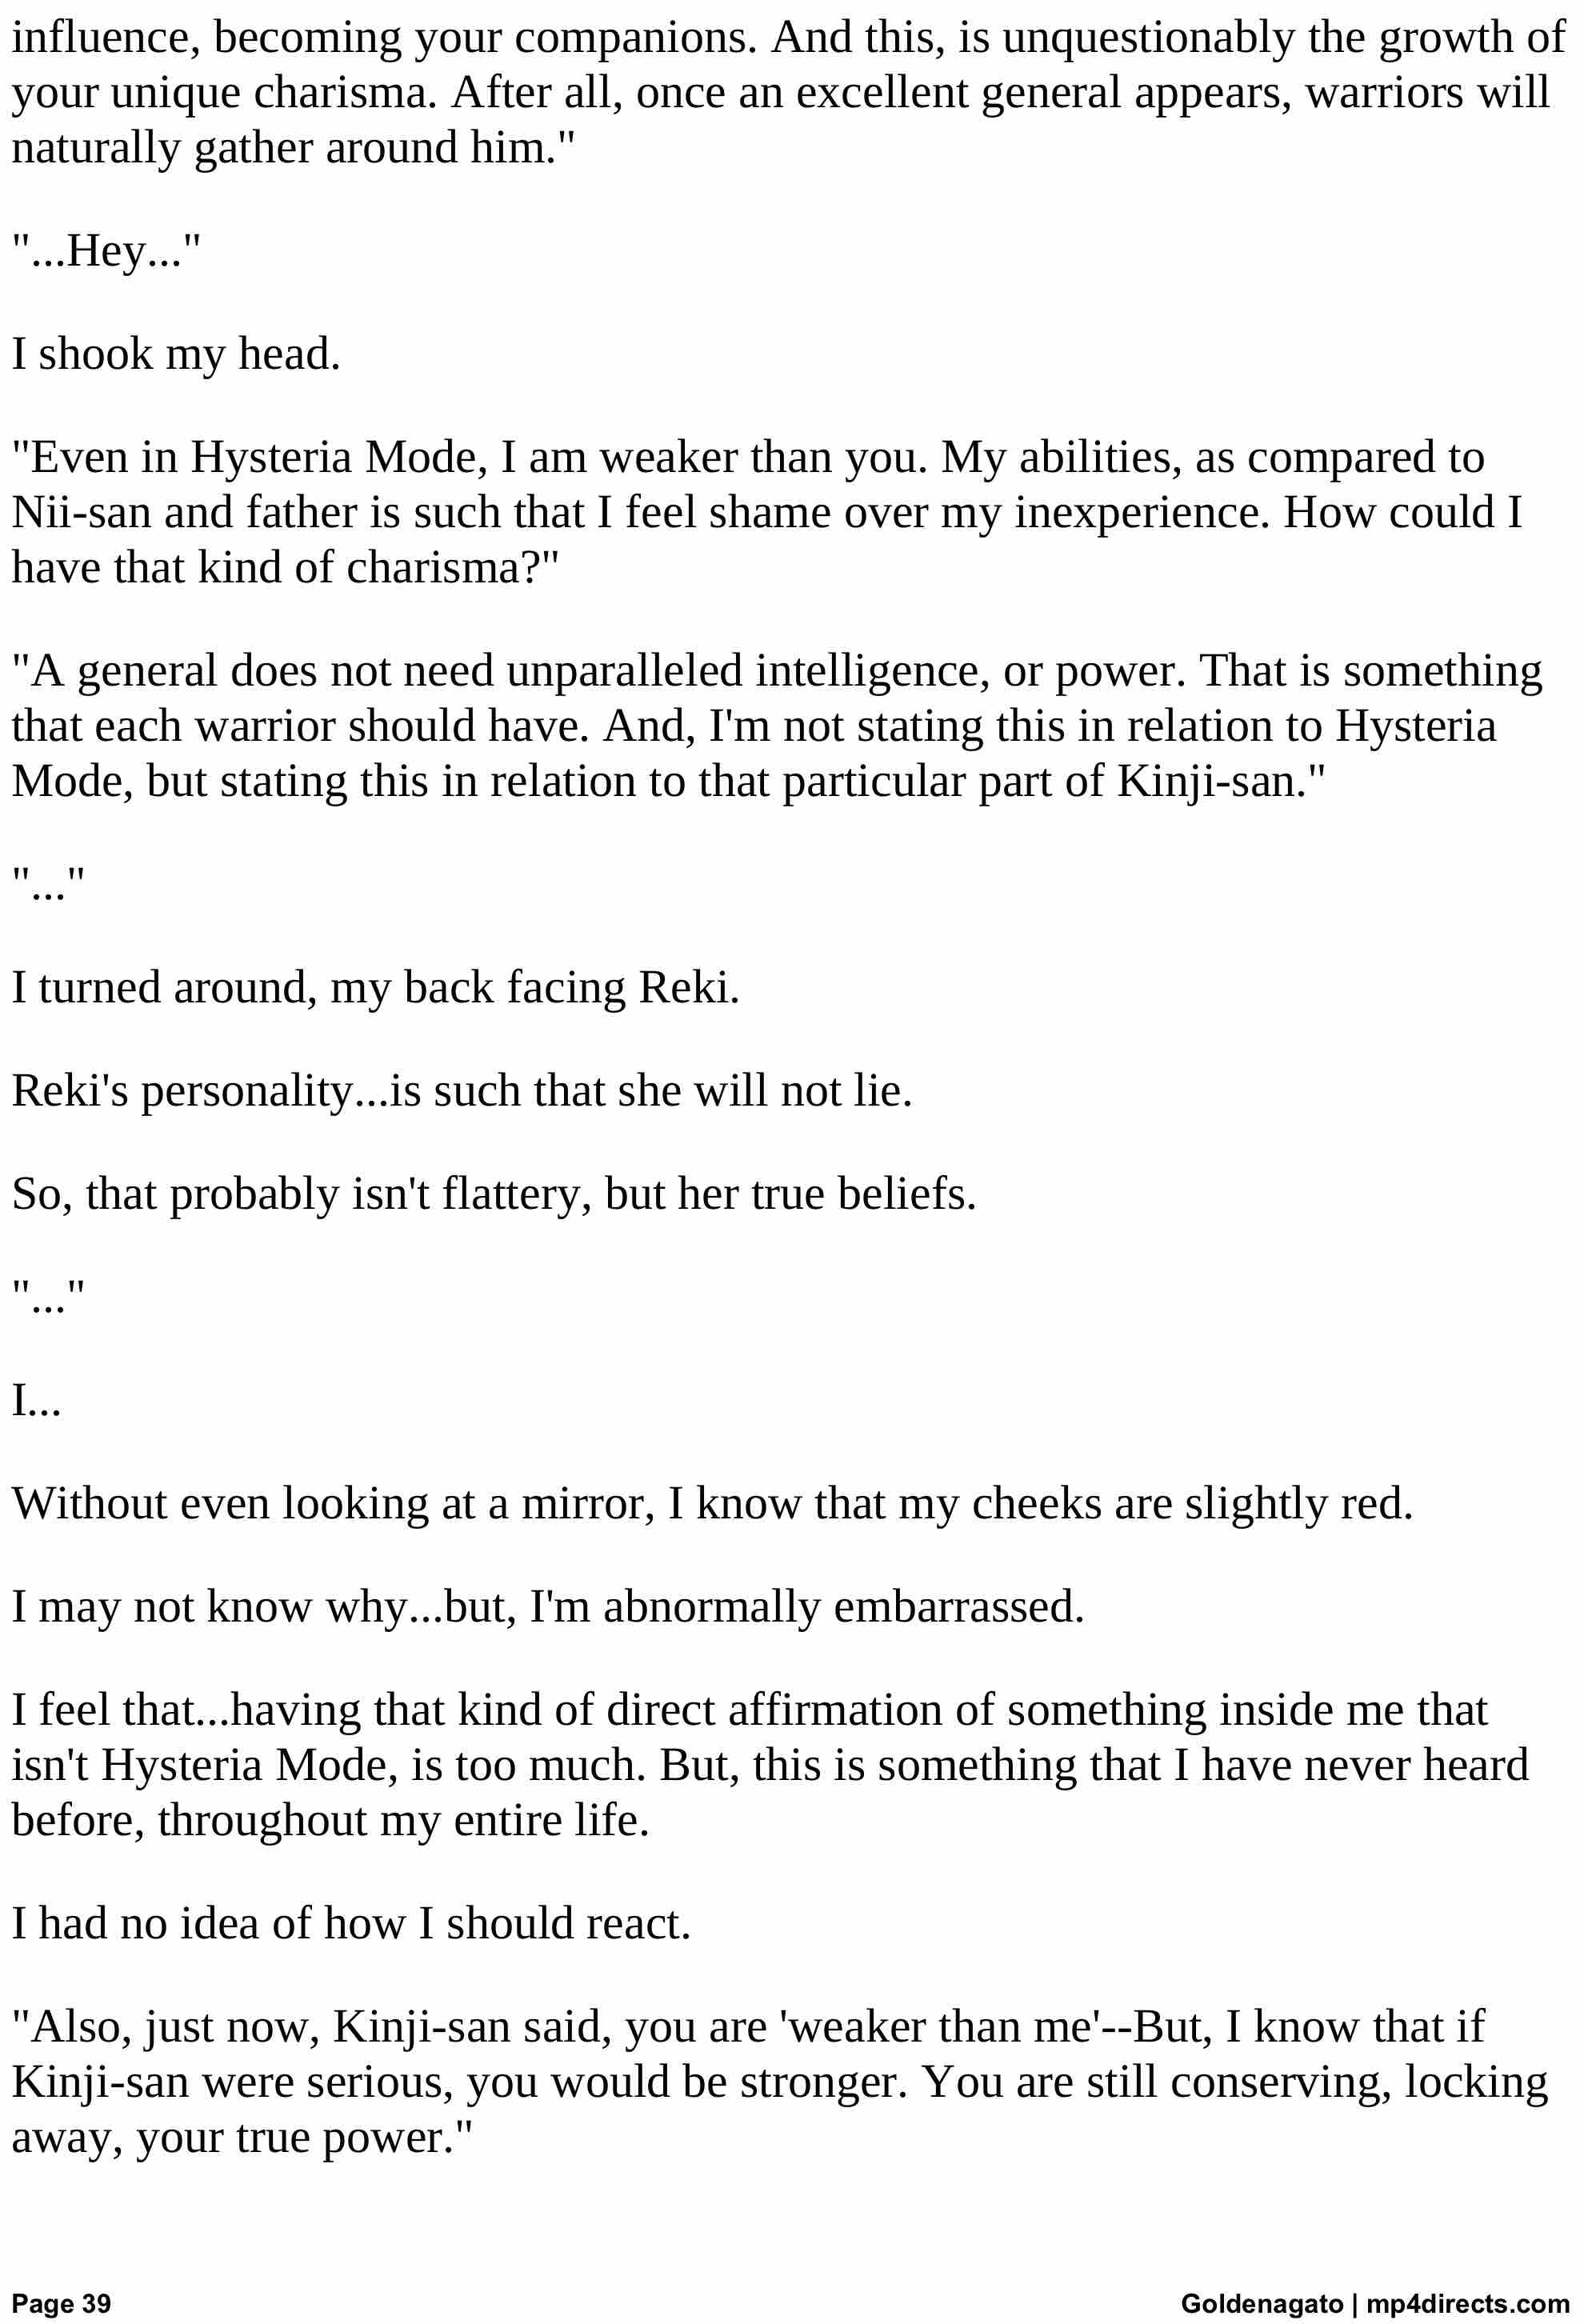 influence, becoming your companions. And this, is unquestionably the growth of
your unique charisma. After all, once an excellent general appears, warriors will
naturally gather around him."
"...Hey..."
I shook my head.
"Even in Hysteria Mode, I am weaker than you. My abilities, as compared to
Nii-san and father is such that I feel shame over my inexperience. How could I
have that kind of charisma?"
"A general does not need unparalleled intelligence, or power. That is something
that each warrior should have. And, I'm not stating this in relation to Hysteria
Mode, but stating this in relation to that particular part of Kinji-san."
"..."
I turned around, my back facing Reki.
Reki's personality...is such that she will not lie.
So, that probably isn't flattery, but her true beliefs.
"..."
I...
Without even looking at a mirror, I know that my cheeks are slightly red.
I may not know why...but, I'm abnormally embarrassed.
I feel that...having that kind of direct affirmation of something inside me that
isn't Hysteria Mode, is too much. But, this is something that I have never heard
before, throughout my entire life.
I had no idea of how I should react.
"Also, just now, Kinji-san said, you are 'weaker than me'--But, I know that if
Kinji-san were serious, you would be stronger. You are still conserving, locking
away, your true power."
Page 39
Goldenagato | mp4directs.com